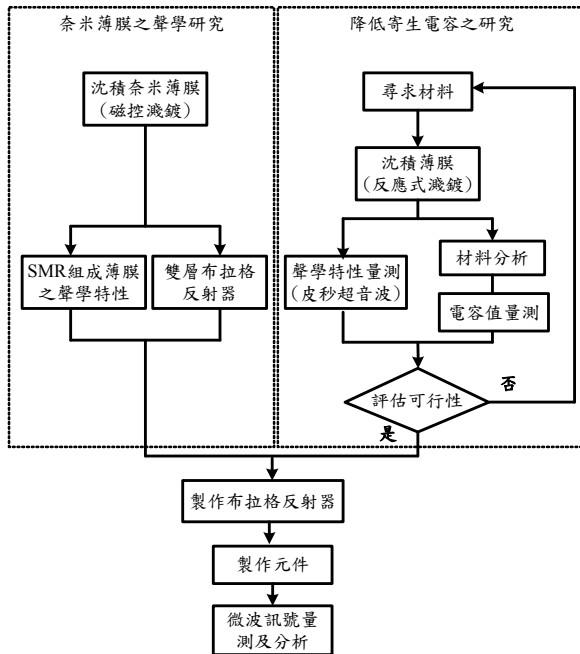 奈米薄膜之聲學研究
沈積奈米薄膜
(磁控濺鍍)
SMR組成薄膜
之聲學特性
雙層布拉格
反射器
降低寄生電容之研究
尋求材料
沈積薄膜
(反應式濺鍍)
聲學特性量測
(皮秒超音波)
材料分析
電容值量測
評估可行性
否
是
製作布拉格反射器
製作元件
微波訊號量
測及分析